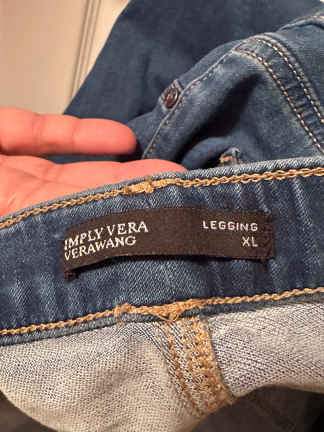 IMPLY VERA
VERAWANG
LEGGING
XL